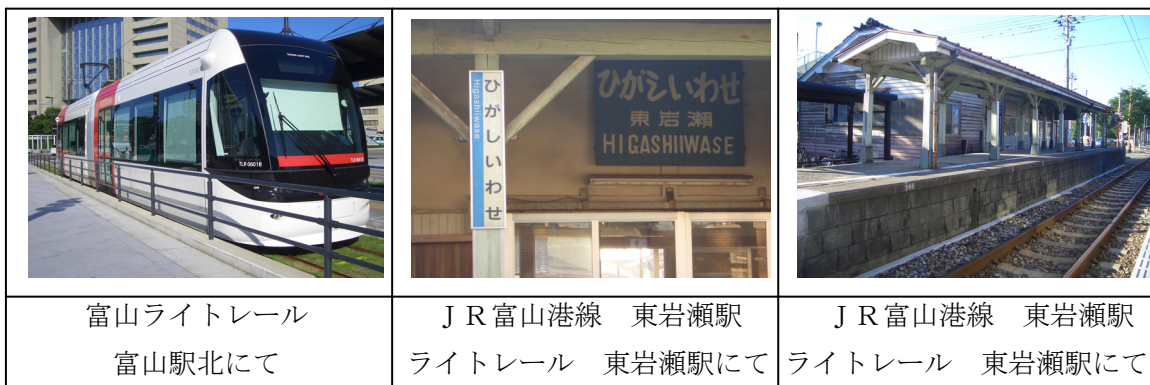 TLR 0601B
ひがしいわせ
Higashiiwase
ひがしいわせ
東岩瀬
HIGASHIIWASE
富山ライトレール
富山駅北にて
ＪＲ富山港線　東岩瀬駅
ライトレール　東岩瀬駅にて
ＪＲ富山港線　東岩瀬駅
ライトレール　東岩瀬駅にて